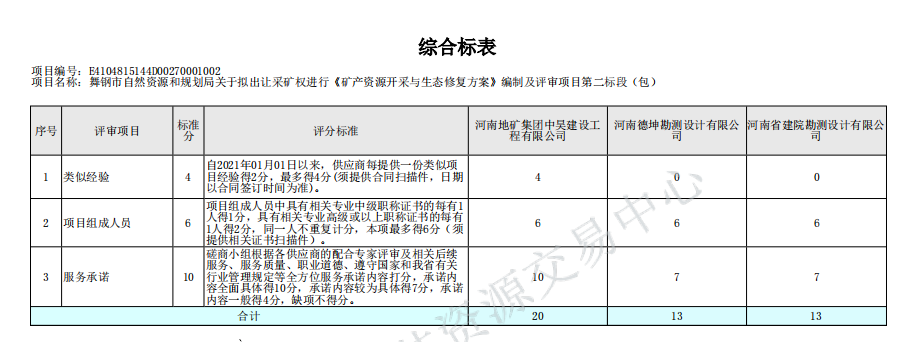 综合标表
项目编号：E4104815144D00270001002
项目名称：舞钢市自然资源和规划局关于拟出让采矿权进行《矿产资源开采与生态修复方案》编制及评审项目第二标段（包）
序号 评审项目 标准分 评分标准 河南地矿集团中昊建设工程有限公司 河南德坤勘测设计有限公司 河南省建院勘测设计有限公司
1 类似经验 4 自2021年01月01日以来，供应商每提供一份类似项
目经验得2分，最多得4分(须提供合同扫描件，日期
以合同签订时间为准)。 4 0 0
2 项目组成人员 6 项目组成人员中具有相关专业中级职称证书的每有1
人得1分，具有相关专业高级或以上职称证书的每有
1人得2分，同一人不重复计分，本项最多得6分（须
提供相关证书扫描件）。 6 6 6
3 服务承诺 10 磋商小组根据各供应商的配合专家评审及相关后续
服务、服务质量、职业道德、遵守国家和我省有关
行业管理规定等全方位服务承诺内容打分，承诺内
容全面具体得10分，承诺内容较为具体得7分，承诺
内容一般得4分，缺项不得分。 10 7 7
合计 20 13 13
资源交易中心